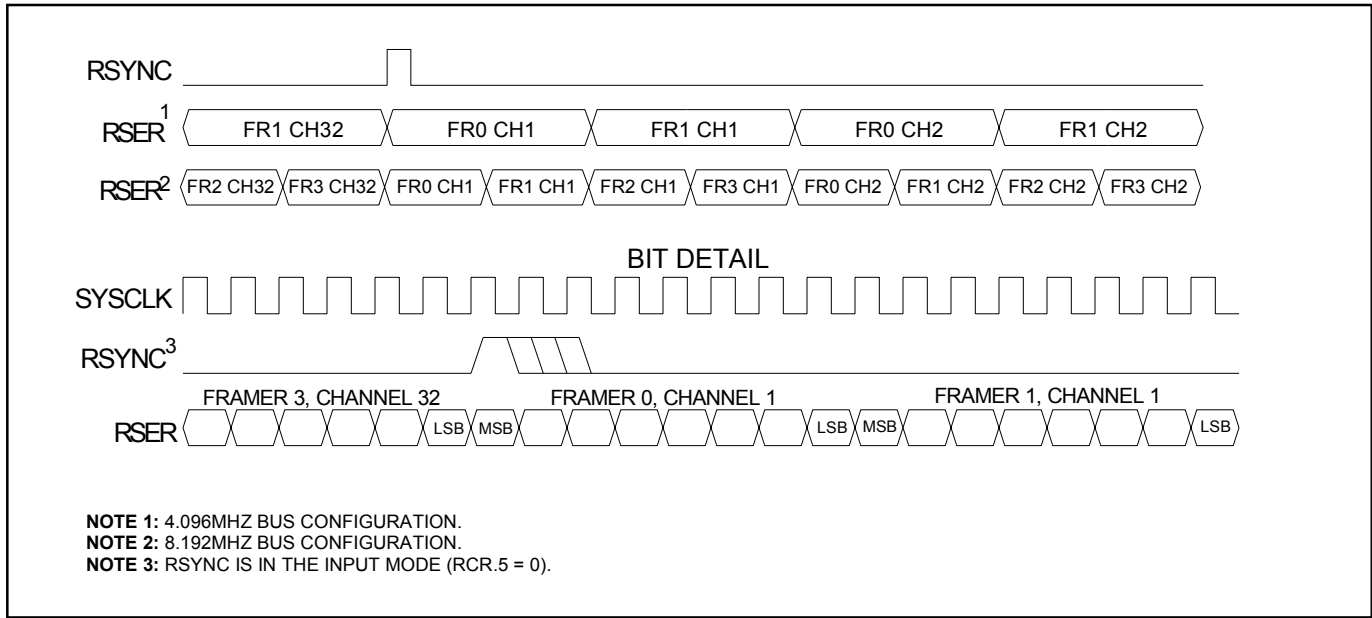 RSYNC
RSER1 FR1 CH32 FR0 CH1 FR1 CH1 FR0 CH2 FR1 CH2
RSER2 FR2 CH32 FR3 CH32 FR0 CH1 FR1 CH1 FR2 CH1 FR3 CH1 FR0 CH2 FR1 CH2 FR2 CH2 FR3 CH2
BIT DETAIL
SYSCLK
RSYNC3
FRAMER 3, CHANNEL 32 FRAMER 0, CHANNEL 1 FRAMER 1, CHANNEL 1
RSER LSB MSB LSB MSB LSB
NOTE 1: 4.096MHZ BUS CONFIGURATION.
NOTE 2: 8.192MHZ BUS CONFIGURATION.
NOTE 3: RSYNC IS IN THE INPUT MODE (RCR.5 = 0).